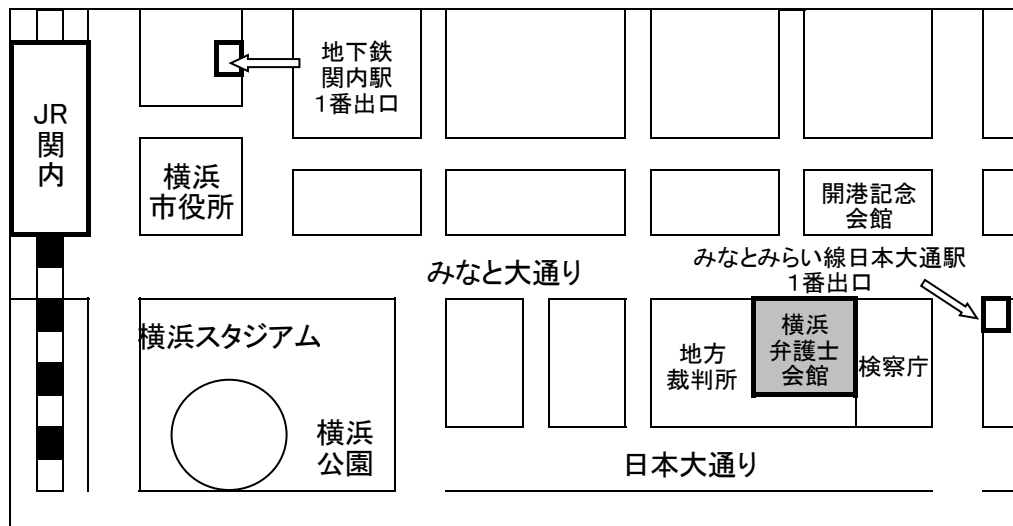 地下鉄
関内駅
1番出口
JR
関
内
横浜
市役所
開港記念
会館
みなとみらい線日本大通駅
1番出口
みなと大通り
横浜スタジアム
横浜
弁護士
会館
地方
裁判所
検察庁
横浜
公園
日本大通り